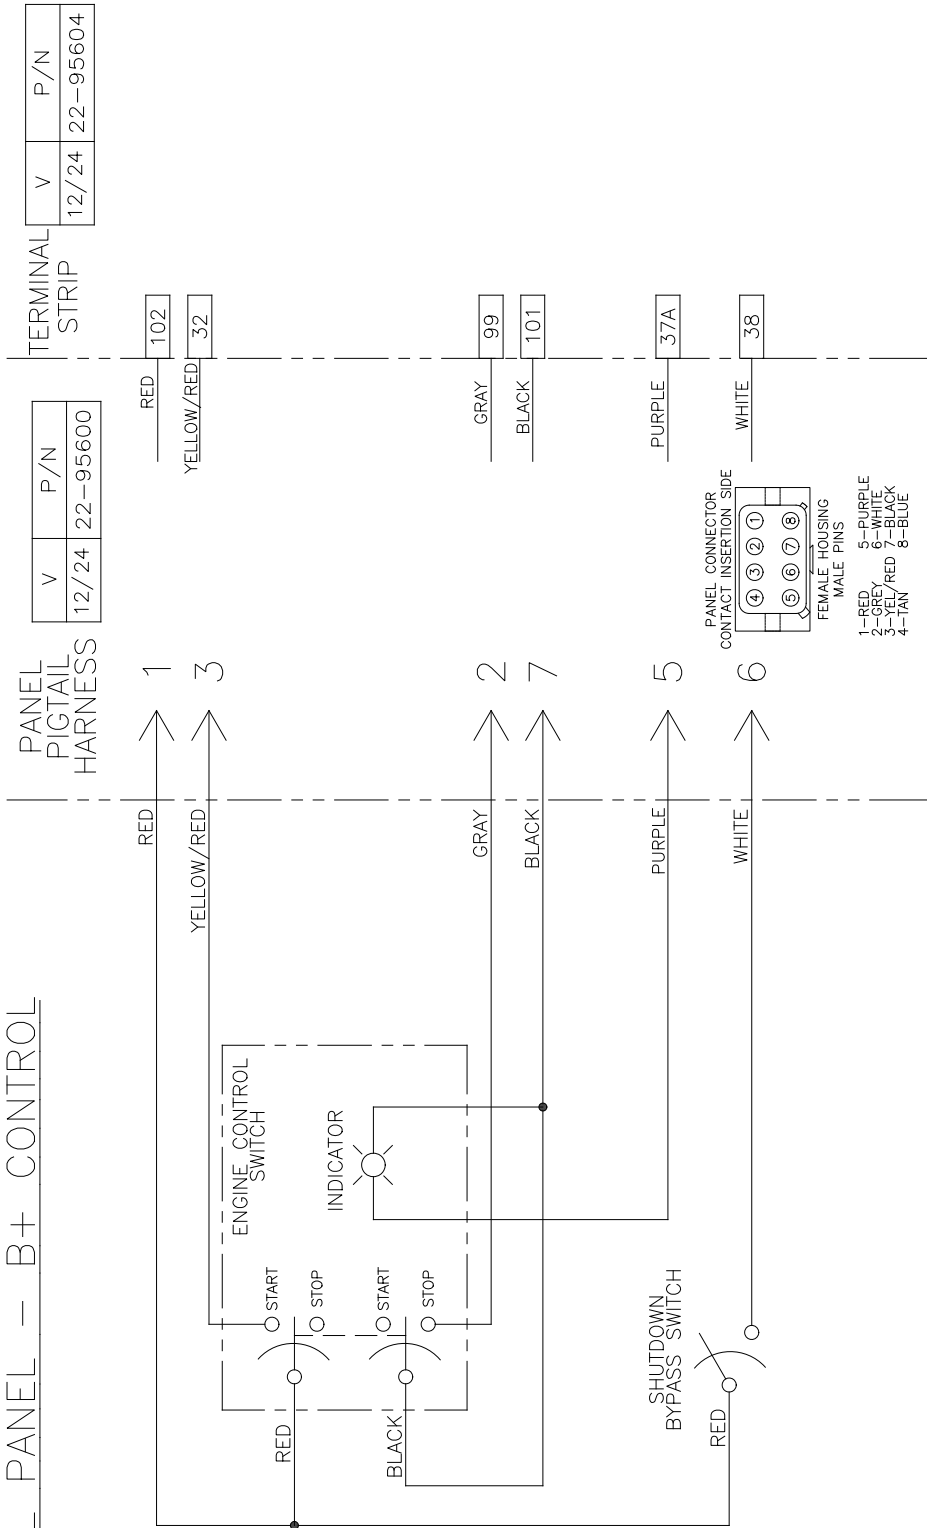 PANEL - B+ CONTROL
PANEL
PIGTAIL
HARNESS
V P/N
12/24 22-95600
TERMINAL
STRIP
V P/N
12/24 22-95604
RED
1
RED
102
YELLOW/RED
3
YELLOW/RED
32
ENGINE CONTROL
SWITCH
START
STOP
RED
INDICATOR
START
STOP
BLACK
GRAY
2
GRAY
99
BLACK
7
BLACK
101
PURPLE
5
PURPLE
37A
SHUTDOWN
BYPASS SWITCH
RED
WHITE
6
WHITE
38
PANEL CONNECTOR
CONTACT INSERTION SIDE
4 3 2 1
5 6 7 8
FEMALE HOUSING
MALE PINS
1-RED 5-PURPLE
2-GREY 6-WHITE
3-YEL/RED 7-BLACK
4-TAN 8-BLUE